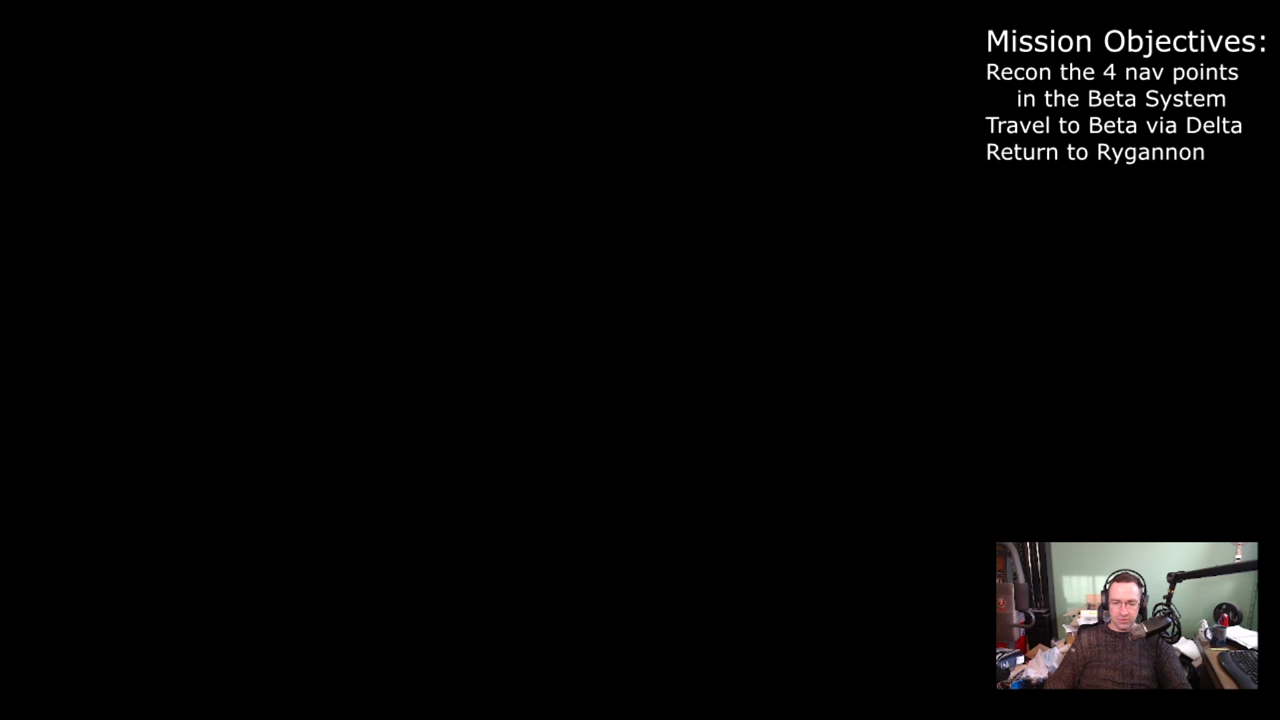 Mission Objectives:
Recon the 4 nav points
in the Beta System
Travel to Beta via Delta
Return to Rygannon